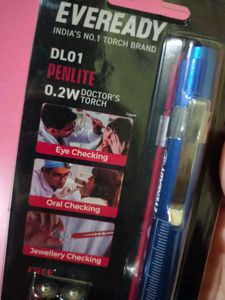 EVEREADY
INDIA'S NO.1 TORCH BRAND
DL01
PENLITE
0.2W DOCTOR'S
TORCH
Eye Checking
Oral Checking
Jewellery Checking
FREE
EVEREADY